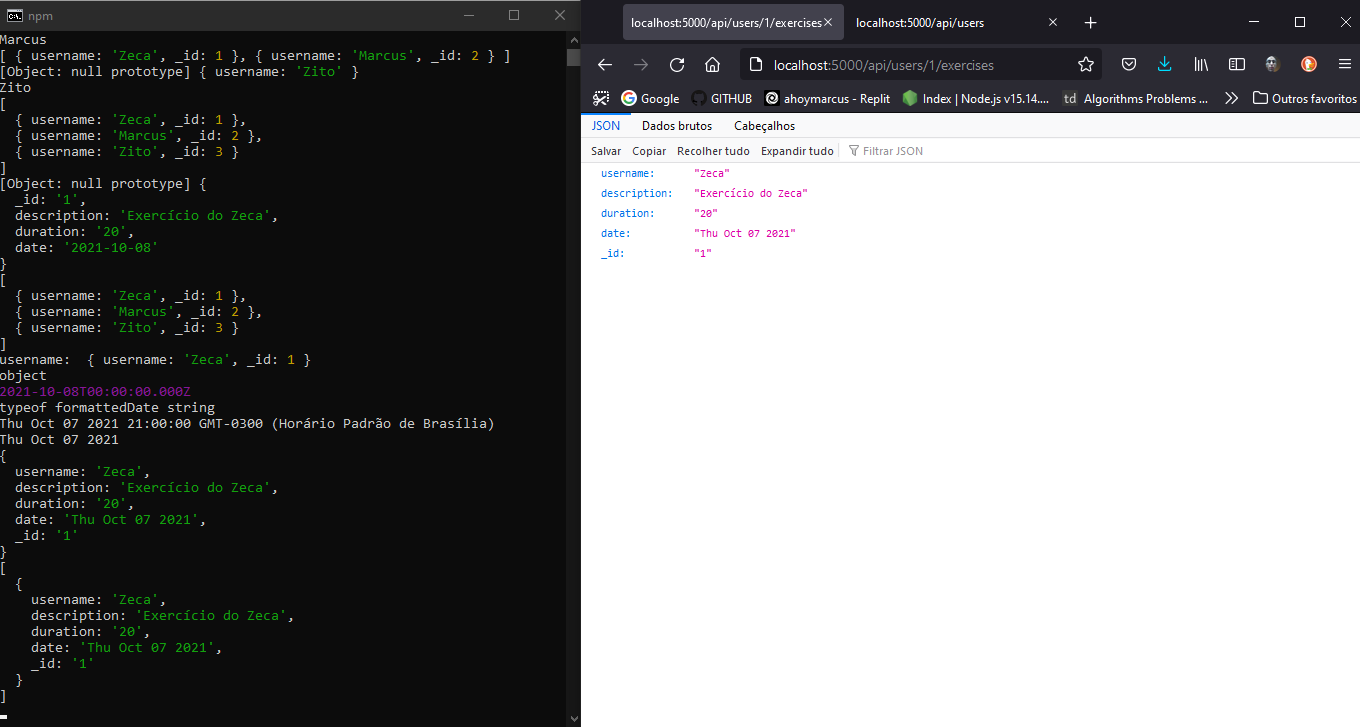 npm
Marcus
[ { username: 'Zeca', _id: 1 }, { username: 'Marcus', _id: 2 } ]
[Object: null prototype] { username: 'Zito' }
Zito
[
  { username: 'Zeca', _id: 1 },
  { username: 'Marcus', _id: 2 },
  { username: 'Zito', _id: 3 }
]
[Object: null prototype] {
  _id: '1',
  description: 'Exercício do Zeca',
  duration: '20',
  date: '2021-10-08'
}
[
  { username: 'Zeca', _id: 1 },
  { username: 'Marcus', _id: 2 },
  { username: 'Zito', _id: 3 }
]
username:  { username: 'Zeca', _id: 1 }
object
2021-10-08T00:00:00.000Z
typeof formattedDate string
Thu Oct 07 2021 21:00:00 GMT-0300 (Horário Padrão de Brasília)
Thu Oct 07 2021
{
  username: 'Zeca',
  description: 'Exercício do Zeca',
  duration: '20',
  date: 'Thu Oct 07 2021',
  _id: '1'
}
[
  {
    username: 'Zeca',
    description: 'Exercício do Zeca',
    duration: '20',
    date: 'Thu Oct 07 2021',
    _id: '1'
  }
]
localhost:5000/api/users/1/exercises localhost:5000/api/users
localhost:5000/api/users/1/exercises
Google GITHUB ahoymarcus - Replit Index | Node.js v15.14.... td Algorithms Problems ... Outros favoritos
JSON Dados brutos Cabeçalhos
Salvar Copiar Recolher tudo Expandir tudo Filtrar JSON
username: "Zeca"
description: "Exercício do Zeca"
duration: "20"
date: "Thu Oct 07 2021"
_id: "1"